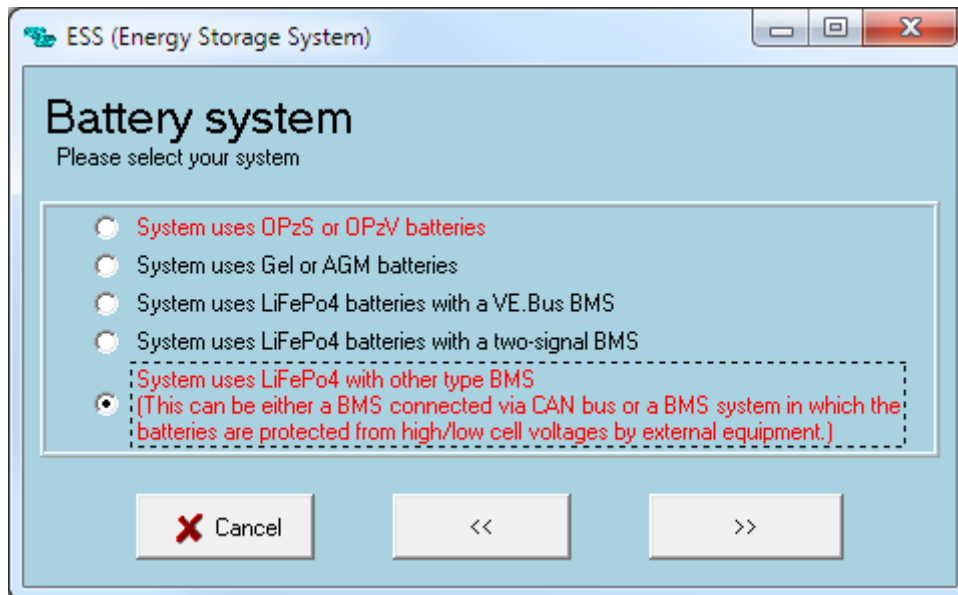 ESS (Energy Storage System)
Battery system
Please select your system
System uses OPzS or OPzV batteries
System uses Gel or AGM batteries
System uses LiFePo4 batteries with a VE.Bus BMS
System uses LiFePo4 batteries with a two-signal BMS
System uses LiFePo4 with other type BMS
(This can be either a BMS connected via CAN bus or a BMS system in which the
batteries are protected from high/low cell voltages by external equipment.)
Cancel
<<
>>